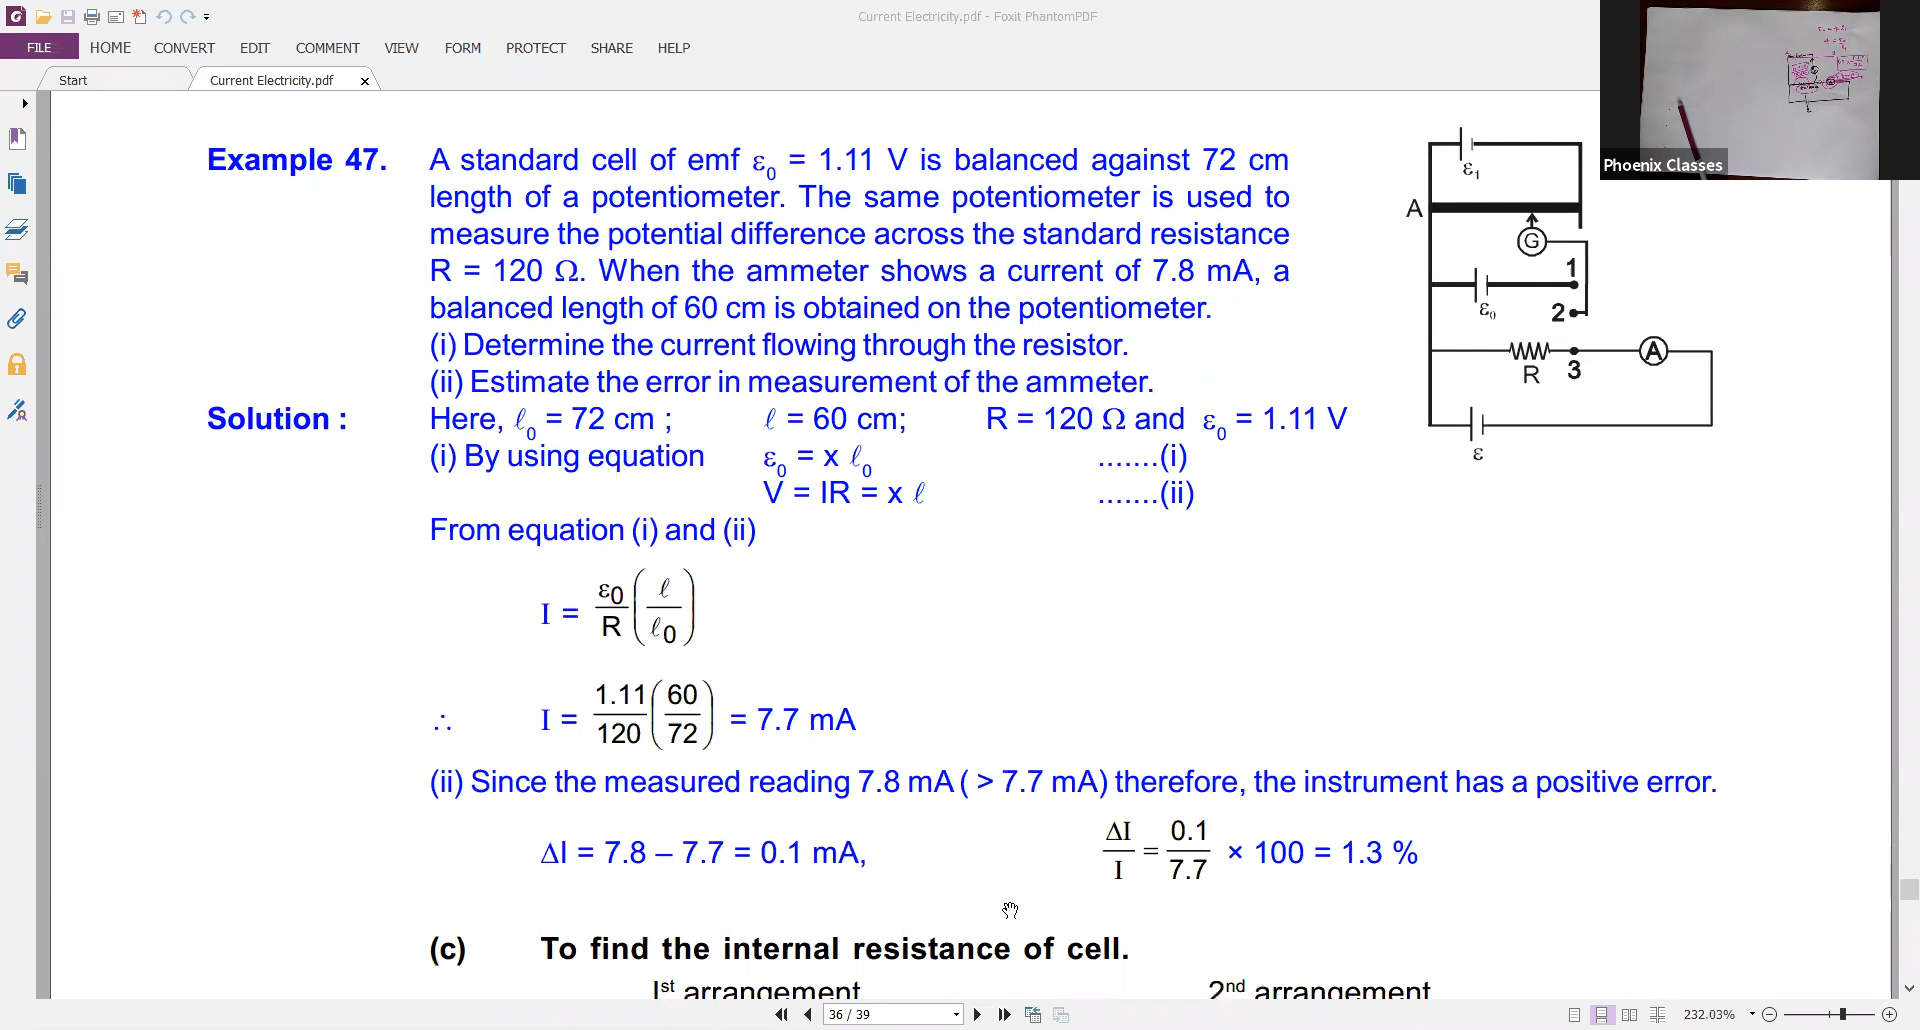 Current Electricity.pdf - Foxit PhantomPDF
FILE HOME CONVERT EDIT COMMENT VIEW FORM PROTECT SHARE HELP
Start Current Electricity.pdf ×
Phoenix Classes
Example 47. A standard cell of emf ε₀ = 1.11 V is balanced against 72 cm
length of a potentiometer. The same potentiometer is used to
measure the potential difference across the standard resistance
R = 120 Ω. When the ammeter shows a current of 7.8 mA, a
balanced length of 60 cm is obtained on the potentiometer.
(i) Determine the current flowing through the resistor.
(ii) Estimate the error in measurement of the ammeter.
ε₁
A
G
1
ε₀
2
A
R 3
ε
Solution : Here, ℓ₀ = 72 cm ; ℓ = 60 cm; R = 120 Ω and ε₀ = 1.11 V
(i) By using equation ε₀ = x ℓ₀ .......(i)
V = IR = x ℓ .......(ii)
From equation (i) and (ii)
I = ε0/R (ℓ/ℓ0)
∴ I = 1.11/120 (60/72) = 7.7 mA
(ii) Since the measured reading 7.8 mA ( > 7.7 mA) therefore, the instrument has a positive error.
ΔI = 7.8 – 7.7 = 0.1 mA, ΔI/I = 0.1/7.7 × 100 = 1.3 %
(c) To find the internal resistance of cell.
Iˢᵗ arrangement 2ⁿᵈ arrangement
36 / 39
232.03%